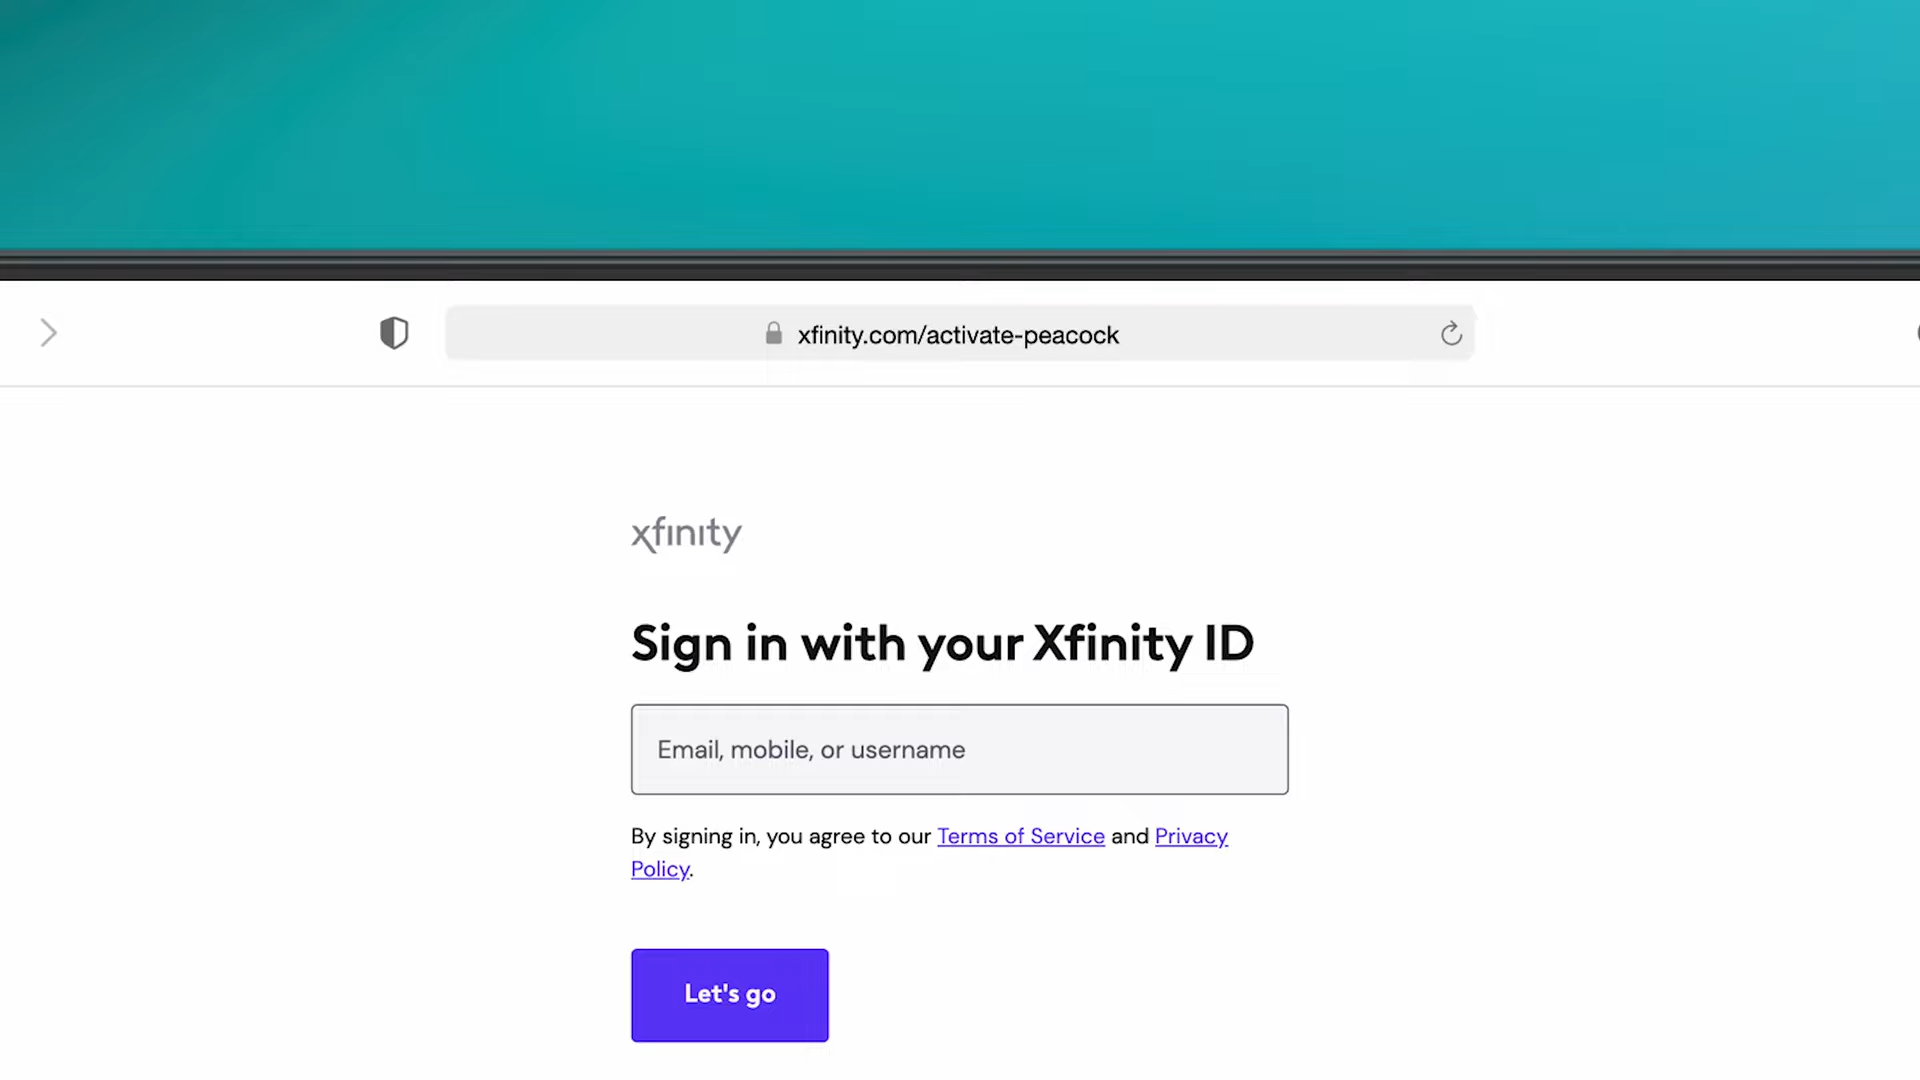 xfinity.com/activate-peacock
xfinity
Sign in with your Xfinity ID
Email, mobile, or username
By signing in, you agree to our Terms of Service and Privacy
Policy.
Let's go